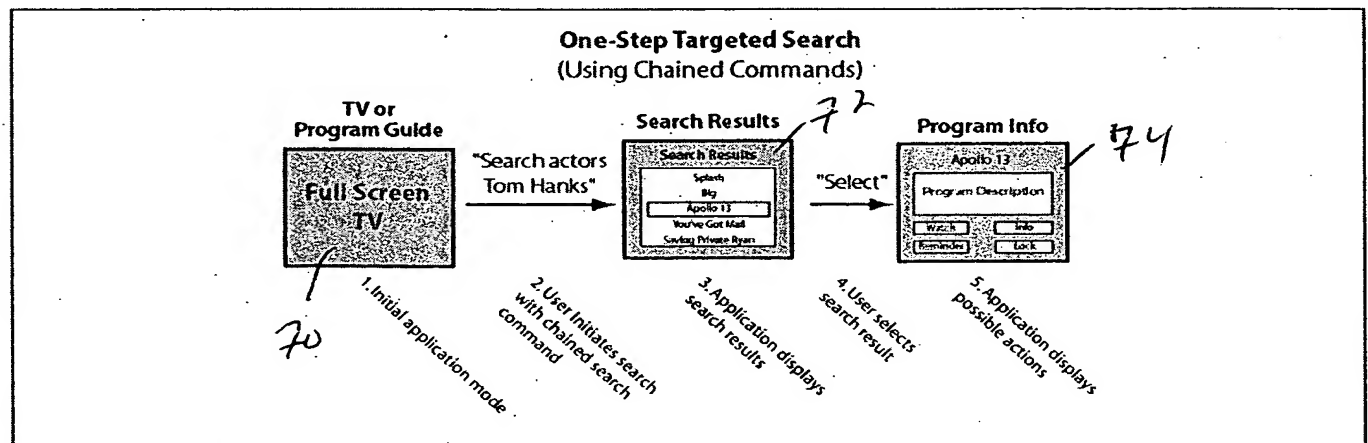 One-Step Targeted Search
(Using Chained Commands)
TV or
Program Guide
Full Screen
TV
70
"Search actors
Tom Hanks"
Search Results
72
Search Results
Splash
Big
Apollo 13
You've Got Mail
Saving Private Ryan
"Select"
Program Info
74
Apollo 13
Program Description
Watch
Info
Reminder
Lock
1. Initial application mode
2. User Initiates search
with chained search
command
3. Application displays
search results
4. User selects
search result
5. Application displays
possible actions